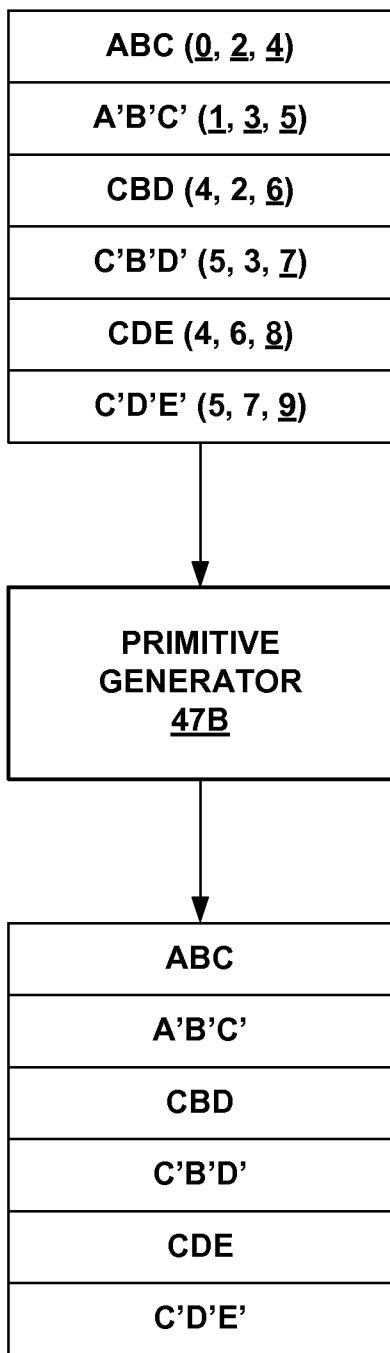 ABC (0, 2, 4)
A’B’C’ (1, 3, 5)
CBD (4, 2, 6)
C’B’D’ (5, 3, 7)
CDE (4, 6, 8)
C’D’E’ (5, 7, 9)
PRIMITIVE
GENERATOR
47B
ABC
A’B’C’
CBD
C’B’D’
CDE
C’D’E’